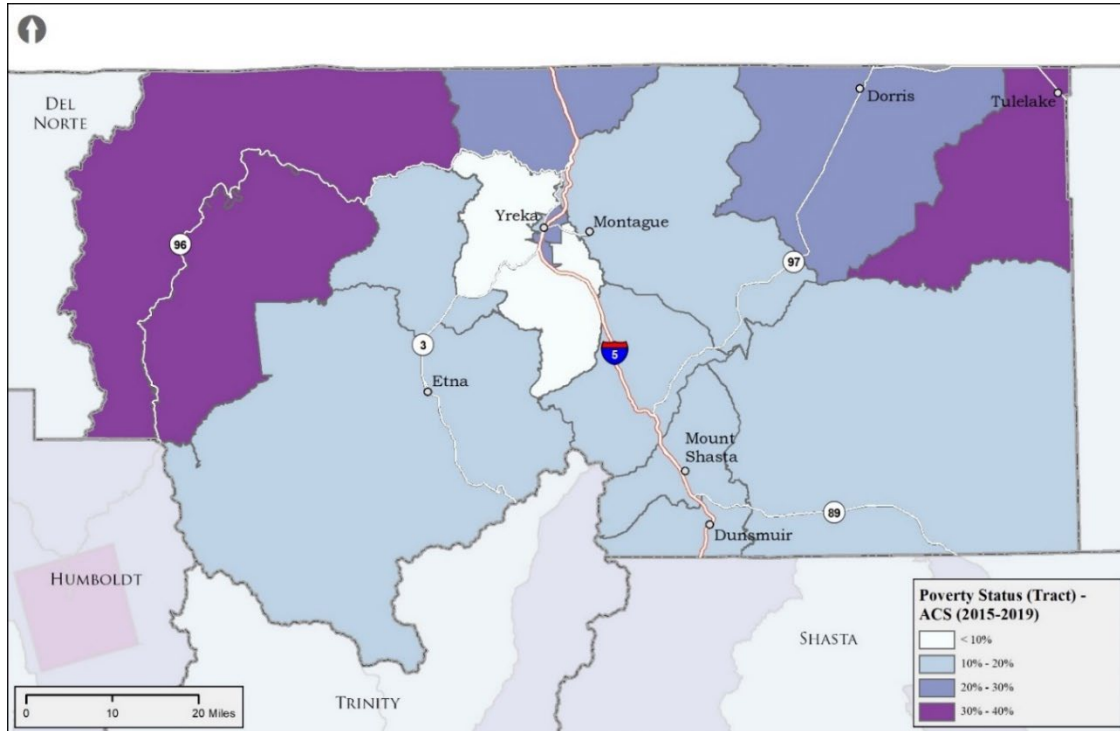 DEL
NORTE
Dorris
Tulelake
Yreka
Montague
96
97
3
5
Etna
Mount
Shasta
89
Dunsmuir
HUMBOLDT
SHASTA
TRINITY
Poverty Status (Tract) -
ACS (2015-2019)
< 10%
10% - 20%
20% - 30%
30% - 40%
0 10 20 Miles